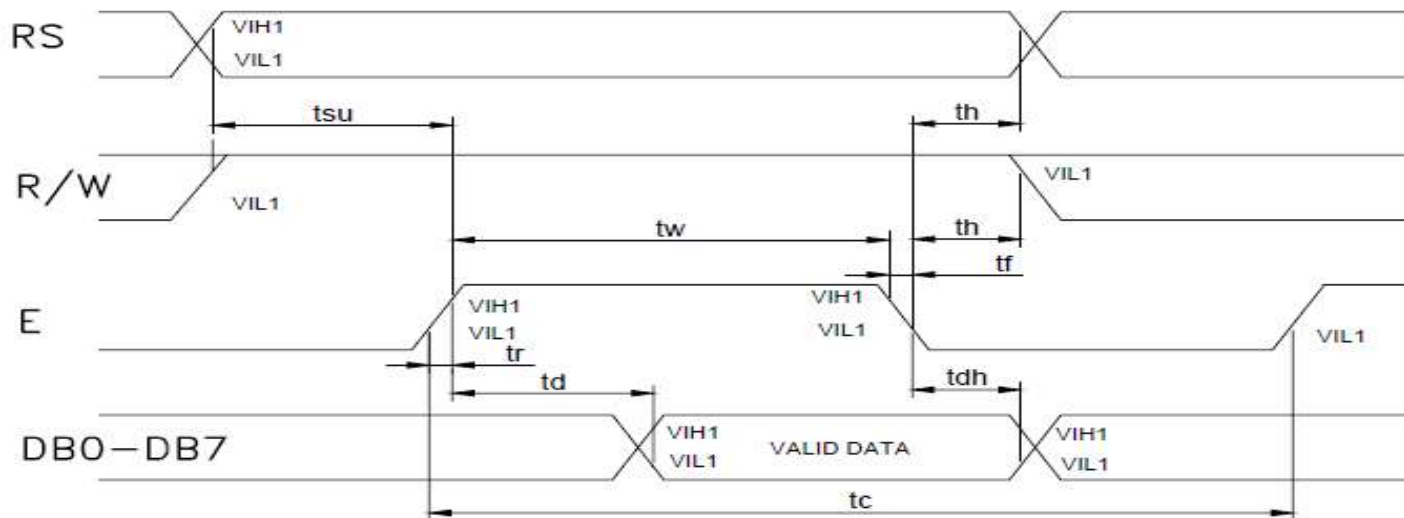 RS
VIH1
VIL1
tsu
th
R/W
VIL1
VIL1
tw
th
tf
E
VIH1
VIL1
VIH1
VIL1
VIL1
tr
td
tdh
DB0-DB7
VIH1
VIL1
VALID DATA
VIH1
VIL1
tc